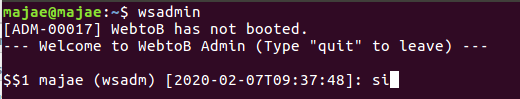 majae@majae:~$ wsadmin
[ADM-00017] WebtoB has not booted.
--- Welcome to WebtoB Admin (Type "quit" to leave) ---
$$1 majae (wsadm) [2020-02-07T09:37:48]: si